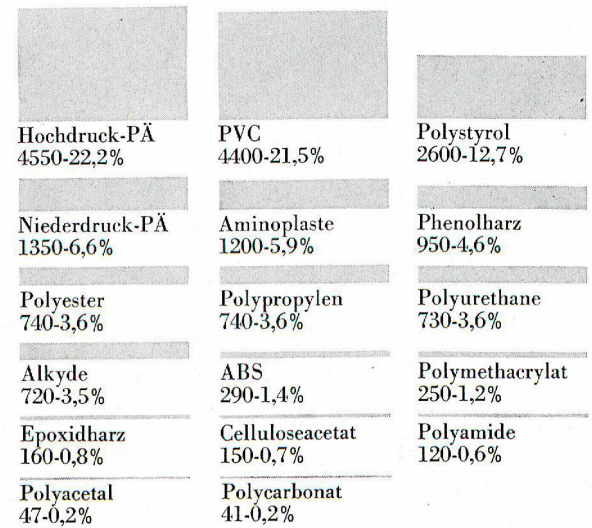 Hochdruck-PÄ
4550-22,2%
PVC
4400-21,5%
Polystyrol
2600-12,7%
Niederdruck-PÄ
1350-6,6%
Aminoplaste
1200-5,9%
Phenolharz
950-4,6%
Polyester
740-3,6%
Polypropylen
740-3,6%
Polyurethane
730-3,6%
Alkyde
720-3,5%
ABS
290-1,4%
Polymethacrylat
250-1,2%
Epoxidharz
160-0,8%
Celluloseacetat
150-0,7%
Polyamide
120-0,6%
Polyacetal
47-0,2%
Polycarbonat
41-0,2%